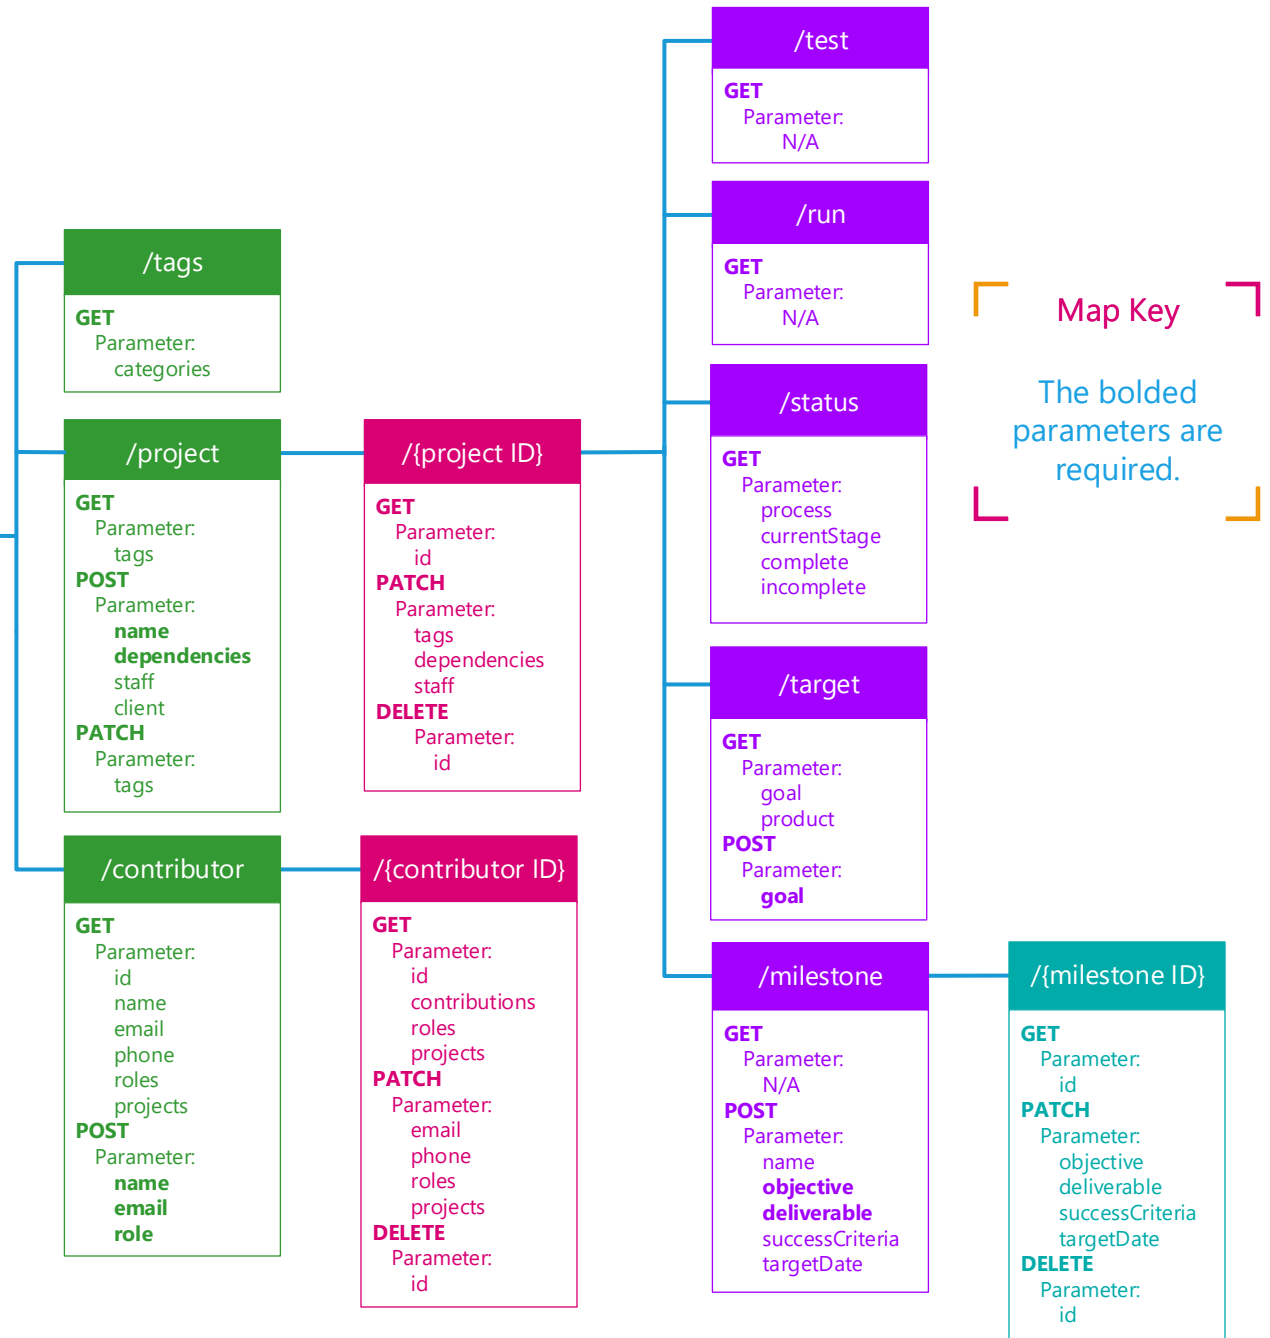 /tags
GET
Parameter:
categories
/project
GET
Parameter:
tags
POST
Parameter:
name
dependencies
staff
client
PATCH
Parameter:
tags
/contributor
GET
Parameter:
id
name
email
phone
roles
projects
POST
Parameter:
name
email
role
/{project ID}
GET
Parameter:
id
PATCH
Parameter:
tags
dependencies
staff
DELETE
Parameter:
id
/{contributor ID}
GET
Parameter:
id
contributions
roles
projects
PATCH
Parameter:
email
phone
roles
projects
DELETE
Parameter:
id
/test
GET
Parameter:
N/A
/run
GET
Parameter:
N/A
/status
GET
Parameter:
process
currentStage
complete
incomplete
/target
GET
Parameter:
goal
product
POST
Parameter:
goal
/milestone
GET
Parameter:
N/A
POST
Parameter:
name
objective
deliverable
successCriteria
targetDate
/{milestone ID}
GET
Parameter:
id
PATCH
Parameter:
objective
deliverable
successCriteria
targetDate
DELETE
Parameter:
id
Map Key
The bolded
parameters are
required.